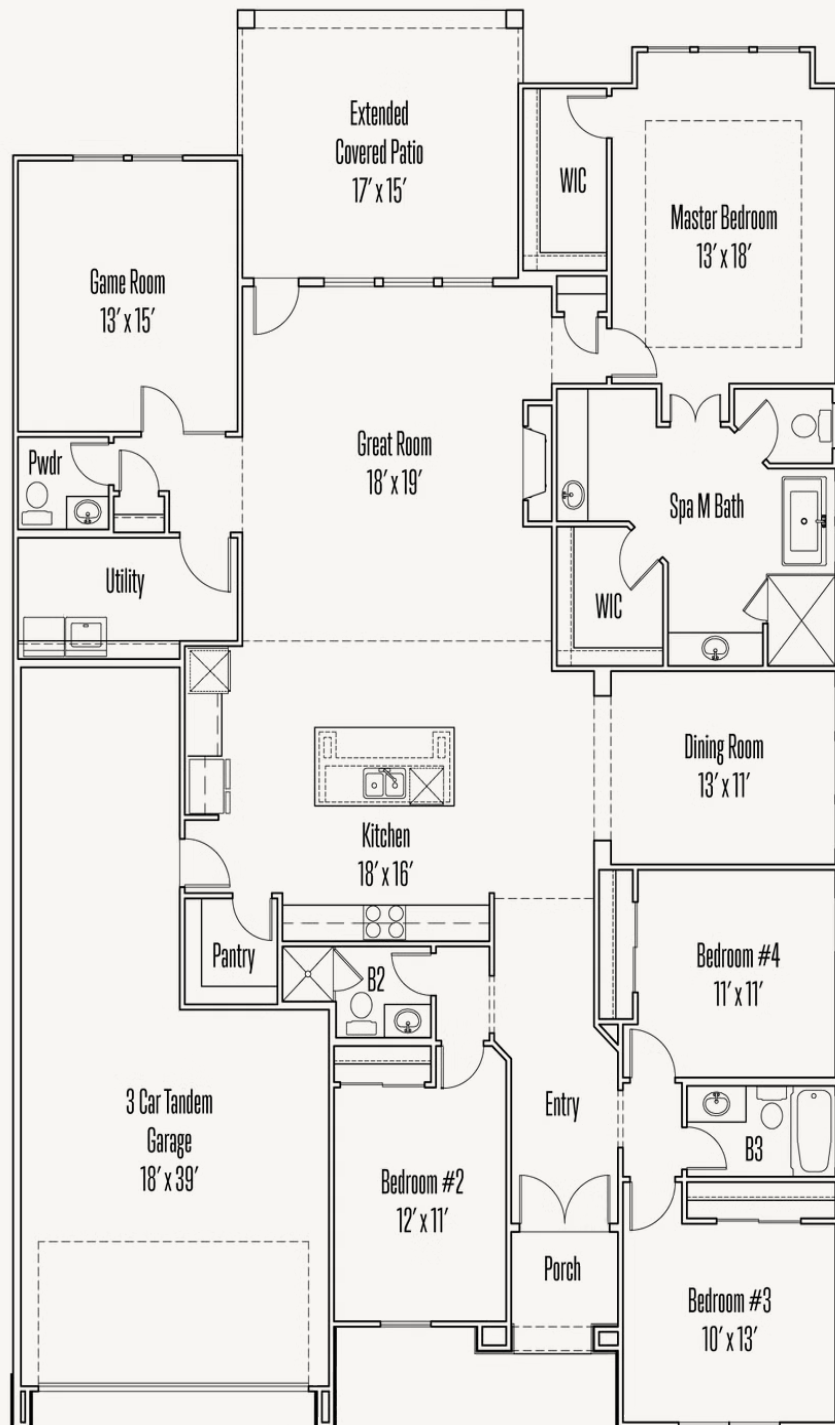 Extended
Covered Patio
17' x 15'
WIC
Master Bedroom
13' x 18'
Game Room
13' x 15'
Great Room
18' x 19'
Pwdr
Spa M Bath
Utility
WIC
Dining Room
13' x 11'
Kitchen
18' x 16'
Pantry
B2
Bedroom #4
11' x 11'
3 Car Tandem
Garage
18' x 39'
Entry
B3
Bedroom #2
12' x 11'
Porch
Bedroom #3
10' x 13'